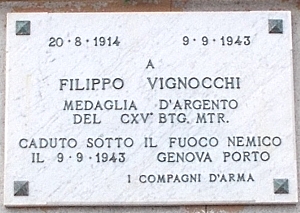 20-8-1914 9-9-1943
A
FILIPPO VIGNOCCHI
MEDAGLIA D'ARGENTO
DEL CXV° BTG. MTR.
CADUTO SOTTO IL FUOCO NEMICO
IL 9-9-1943 GENOVA PORTO
I COMPAGNI D'ARMA